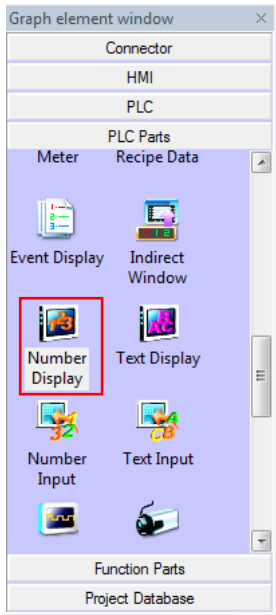 Graph element window
Connector
HMI
PLC
PLC Parts
Meter Recipe Data
Event Display Indirect
Window
Number Text Display
Display
Number Text Input
Input
Function Parts
Project Database